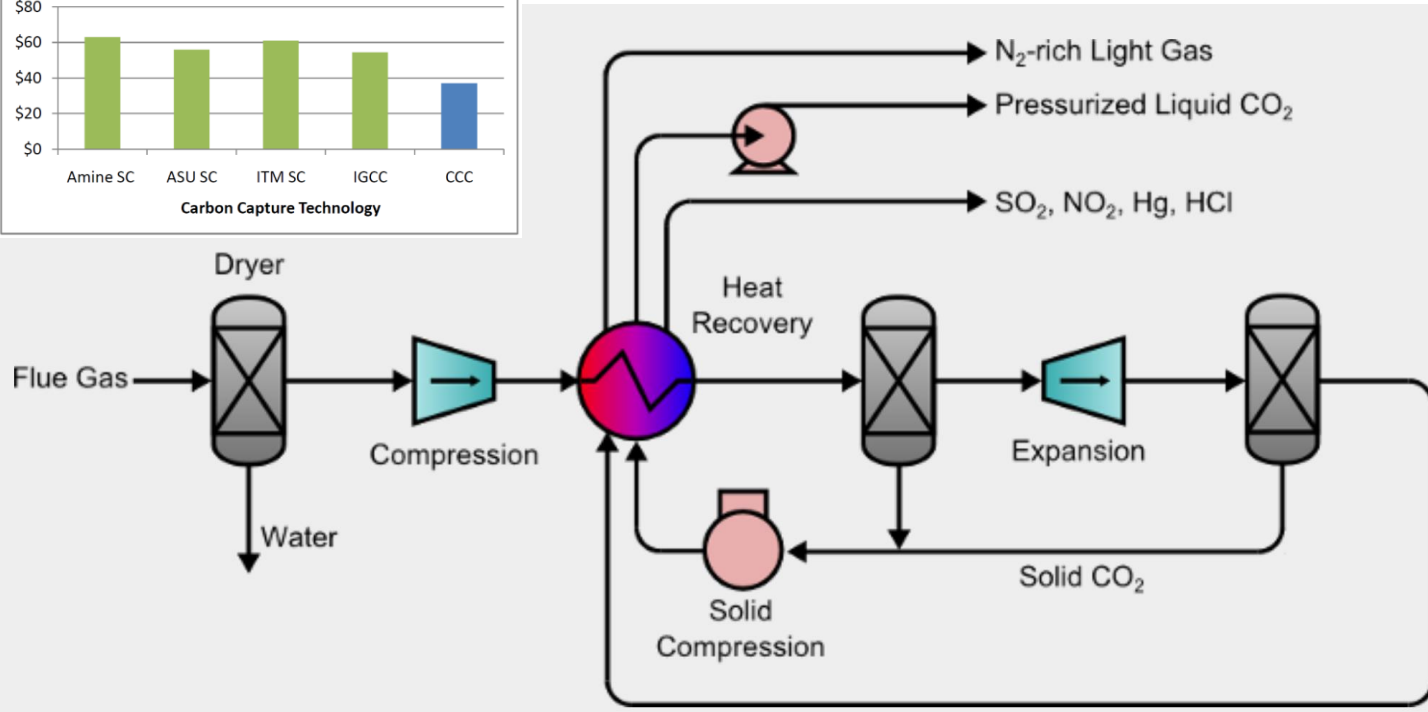 $80
$60
$40
$20
$0
Amine SC ASU SC ITM SC IGCC CCC
Carbon Capture Technology
N₂-rich Light Gas
Pressurized Liquid CO₂
SO₂, NO₂, Hg, HCl
Dryer
Heat
Recovery
Flue Gas
Compression
Expansion
Water
Solid CO₂
Solid
Compression